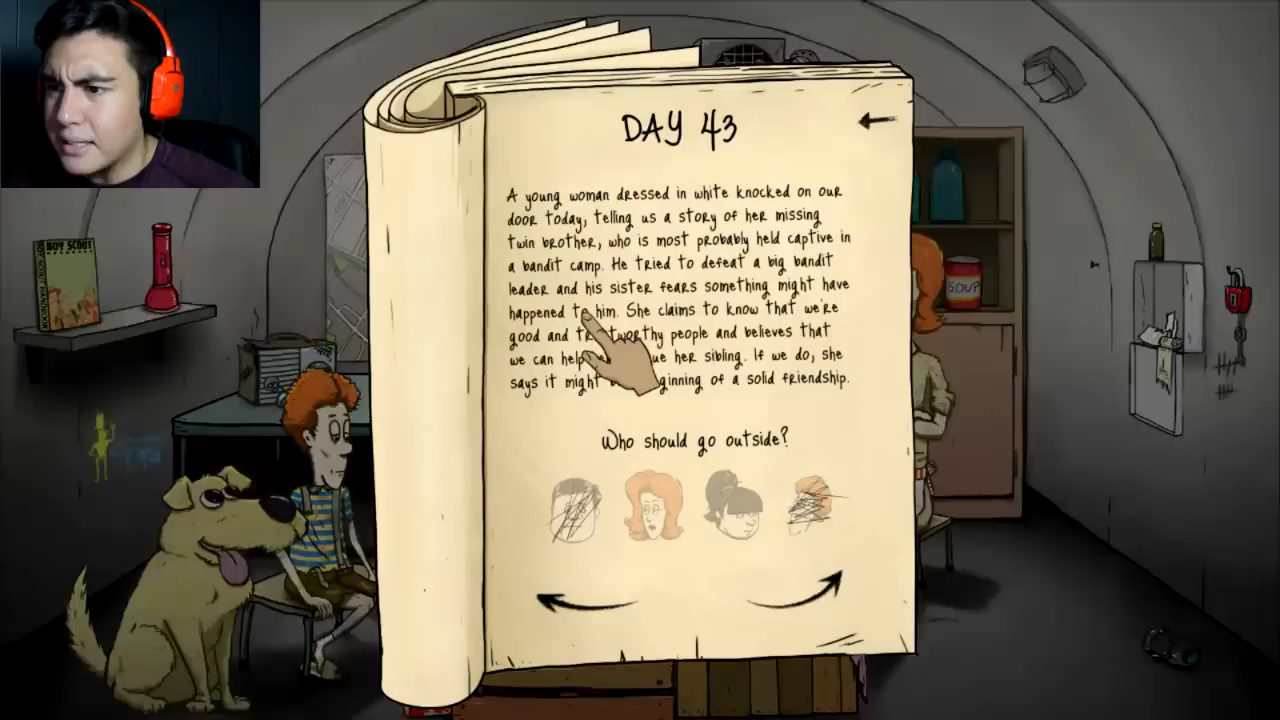 DAY 43
A young woman dressed in white knocked on our
door today, telling us a story of her missing
twin brother, who is most probably held captive in
a bandit camp. He tried to defeat a big bandit
leader and his sister fears something might have
happened to him. She claims to know that we're
good and trustworthy people and believes that
we can help her sibling. If we do, she
says it might of a solid friendship.
Who should go outside?
BOY SCOUT
SOUP